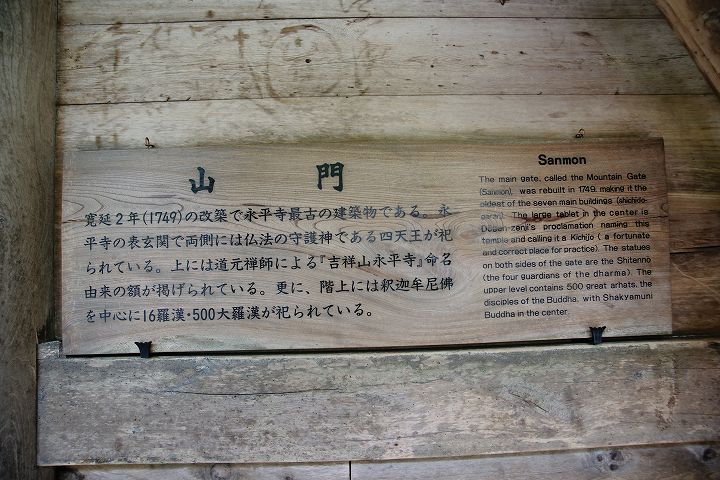 山門
寛延2年(1749)の改築で永平寺最古の建築物である。永
平寺の表玄関で両側には仏法の守護神である四天王が祀
られている。上には道元禅師による『吉祥山永平寺』命名
由来の額が掲げられている。更に、階上には釈迦牟尼佛
を中心に16羅漢・500大羅漢が祀られている。
Sanmon
The main gate, called the Mountain Gate
(Sanmon), was rebuilt in 1749, making it the
oldest of the seven main buildings (shichido-
garan). The large tablet in the center is
Dogen-zenji's proclamation naming this
temple and calling it a Kichijo ( a fortunate
and correct place for practice). The statues
on both sides of the gate are the Shitenno
(the four guardians of the dharma). The
upper level contains 500 great arhats, the
disciples of the Buddha, with Shakyamuni
Buddha in the center.